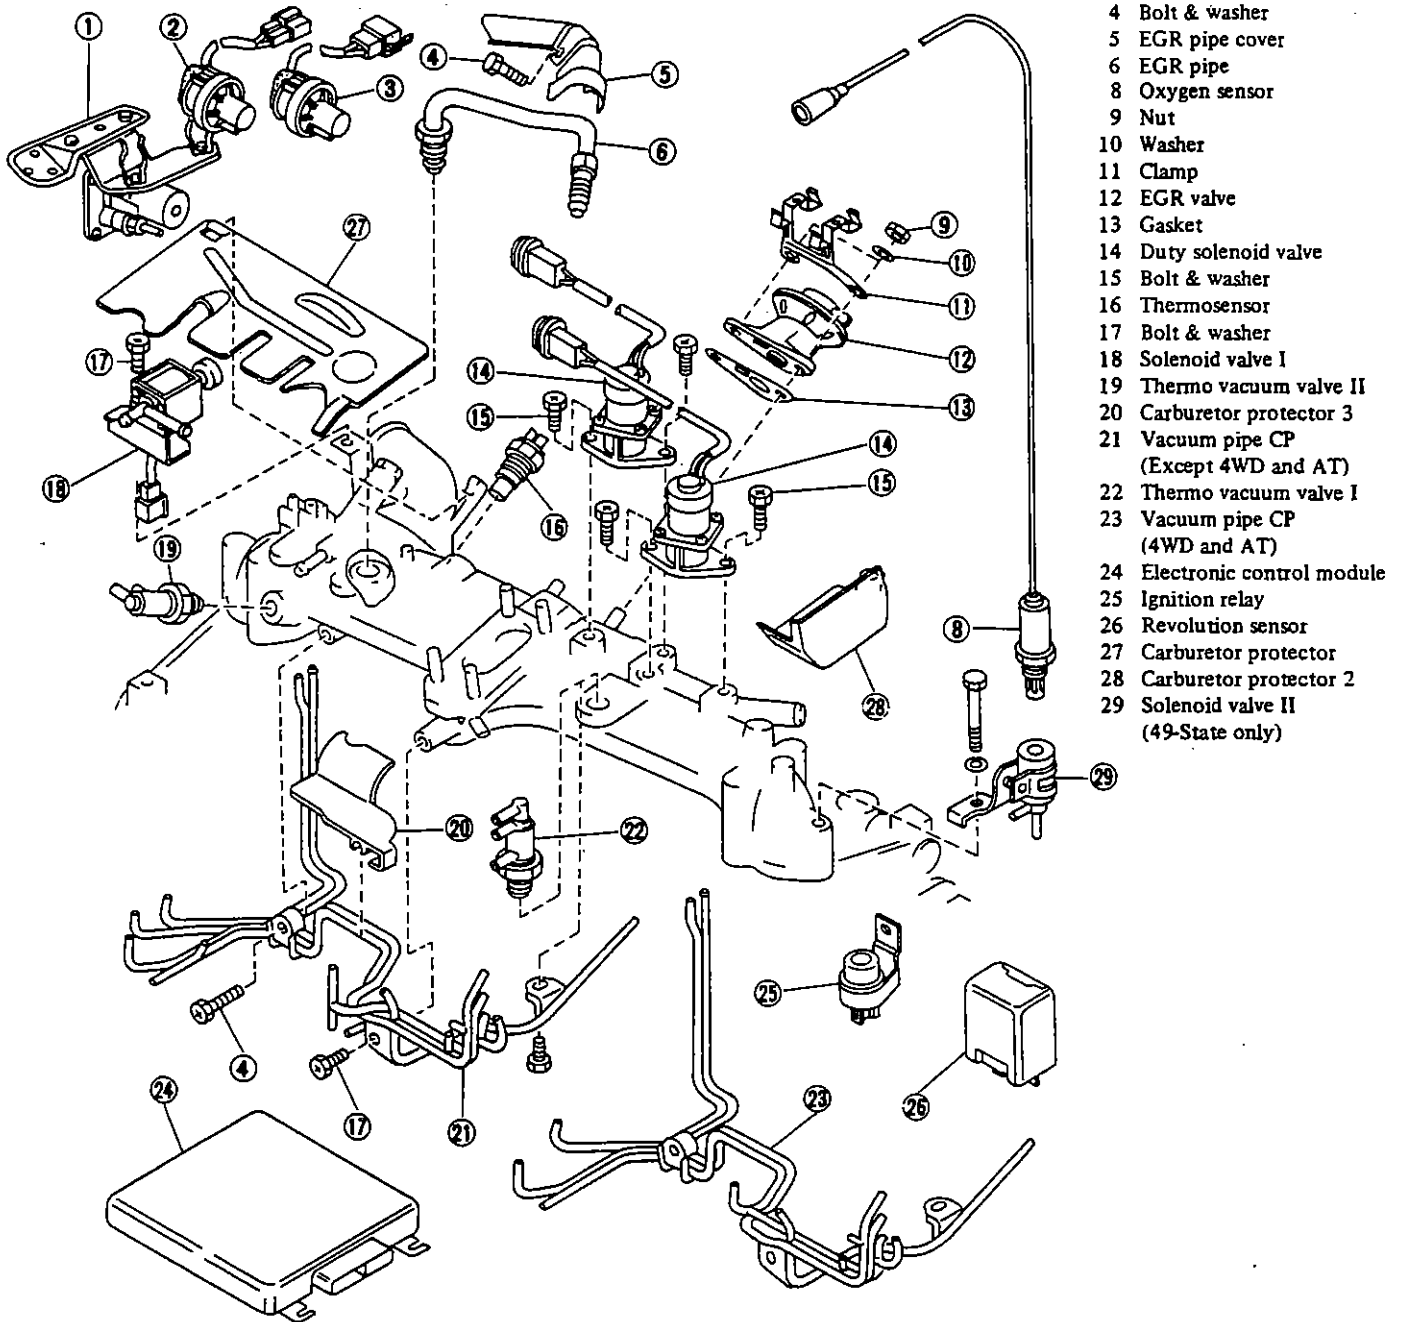 4 Bolt & washer
5 EGR pipe cover
6 EGR pipe
8 Oxygen sensor
9 Nut
10 Washer
11 Clamp
12 EGR valve
13 Gasket
14 Duty solenoid valve
15 Bolt & washer
16 Thermosensor
17 Bolt & washer
18 Solenoid valve I
19 Thermo vacuum valve II
20 Carburetor protector 3
21 Vacuum pipe CP
(Except 4WD and AT)
22 Thermo vacuum valve I
23 Vacuum pipe CP
(4WD and AT)
24 Electronic control module
25 Ignition relay
26 Revolution sensor
27 Carburetor protector
28 Carburetor protector 2
29 Solenoid valve II
(49-State only)
1
2
3
4
5
6
27
9
10
11
12
13
17
14
15
18
16
14
15
19
8
28
20
22
29
25
4
17
21
24
23
26